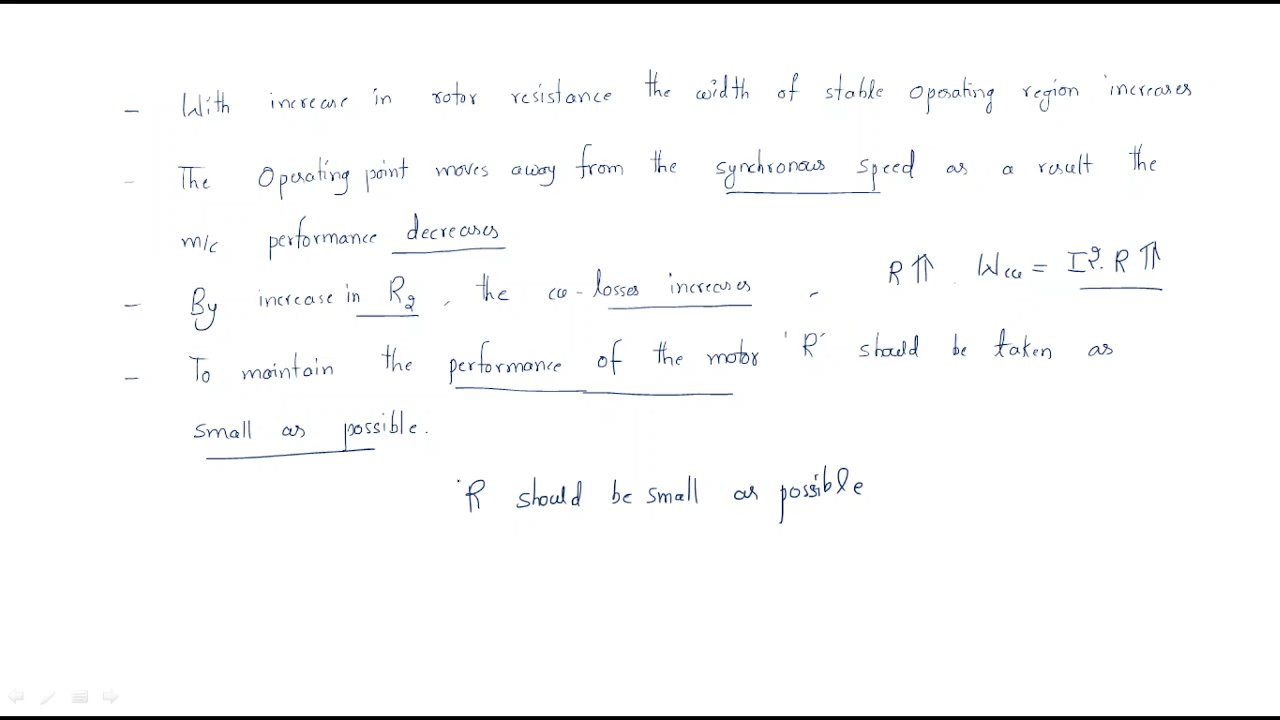 - With increase in rotor resistance the width of stable operating region increases
- The Operating point moves away from the synchronous speed as a result the
m/c performance decreases
- By increase in R₂, the cu-losses increases, R⇑ Wcu = I². R⇑
- To maintain the performance of the motor 'R' should be taken as
small as possible.
'R should be small as possible